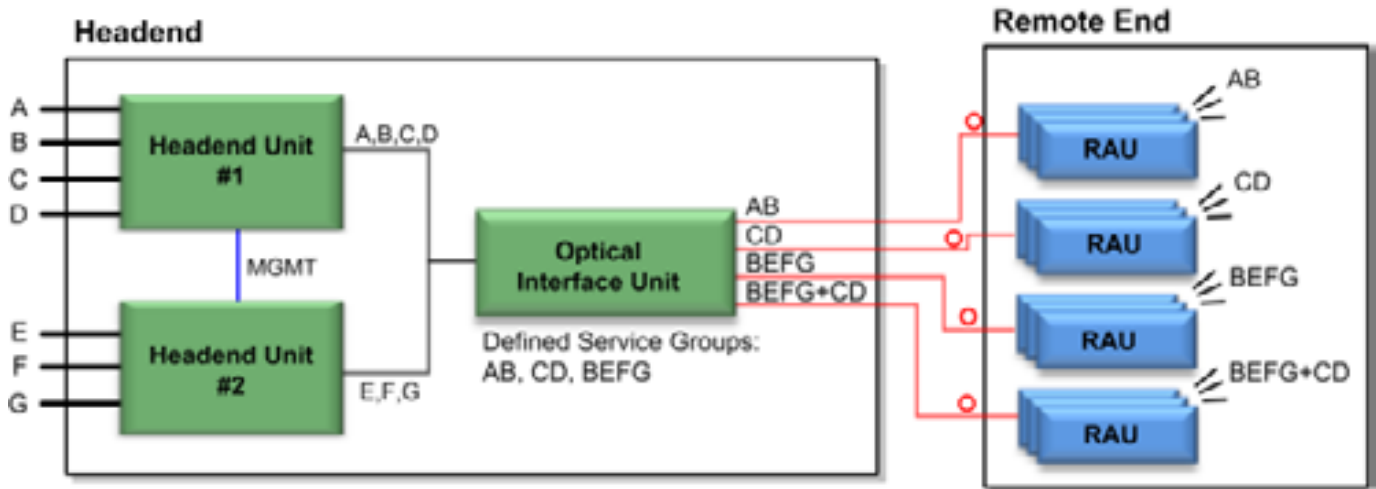 Headend
Remote End
A
B
C
D
Headend Unit
#1
A,B,C,D
MGMT
E
F
G
Headend Unit
#2
E,F,G
Optical
Interface Unit
Defined Service Groups:
AB, CD, BEFG
AB
CD
BEFG
BEFG+CD
RAU
AB
RAU
CD
RAU
BEFG
RAU
BEFG+CD